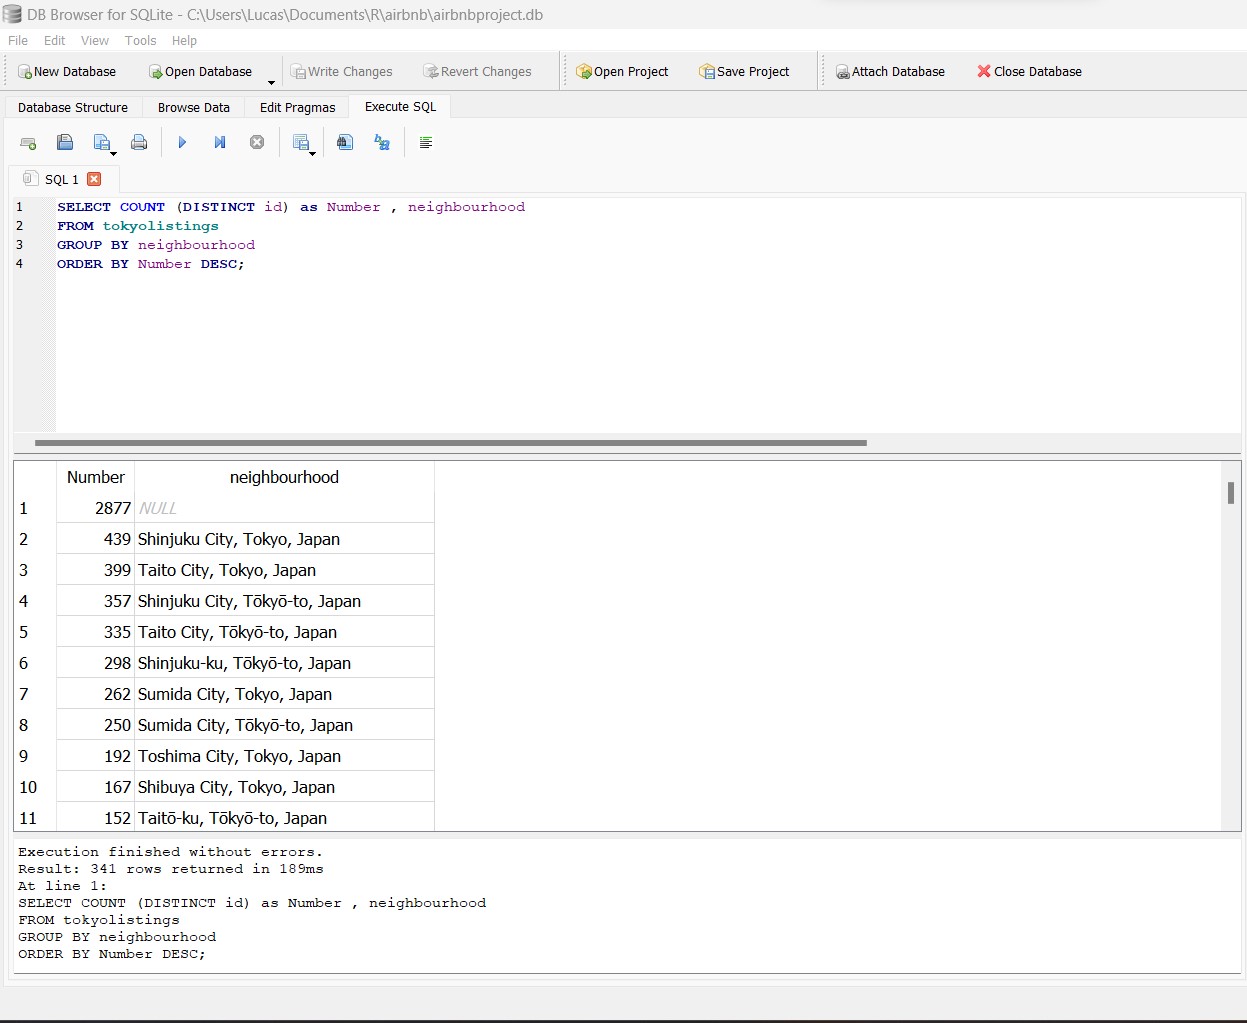 DB Browser for SQLite - C:\Users\Lucas\Documents\R\airbnb\airbnbproject.db
File Edit View Tools Help
New Database Open Database Write Changes Revert Changes Open Project Save Project Attach Database Close Database
Database Structure Browse Data Edit Pragmas Execute SQL
SQL 1
1 SELECT COUNT (DISTINCT id) as Number , neighbourhood
2 FROM tokyolistings
3 GROUP BY neighbourhood
4 ORDER BY Number DESC;
Number neighbourhood
1 2877 NULL
2 439 Shinjuku City, Tokyo, Japan
3 399 Taito City, Tokyo, Japan
4 357 Shinjuku City, Tōkyō-to, Japan
5 335 Taito City, Tōkyō-to, Japan
6 298 Shinjuku-ku, Tōkyō-to, Japan
7 262 Sumida City, Tokyo, Japan
8 250 Sumida City, Tōkyō-to, Japan
9 192 Toshima City, Tokyo, Japan
10 167 Shibuya City, Tokyo, Japan
11 152 Taitō-ku, Tōkyō-to, Japan
Execution finished without errors.
Result: 341 rows returned in 189ms
At line 1:
SELECT COUNT (DISTINCT id) as Number , neighbourhood
FROM tokyolistings
GROUP BY neighbourhood
ORDER BY Number DESC;